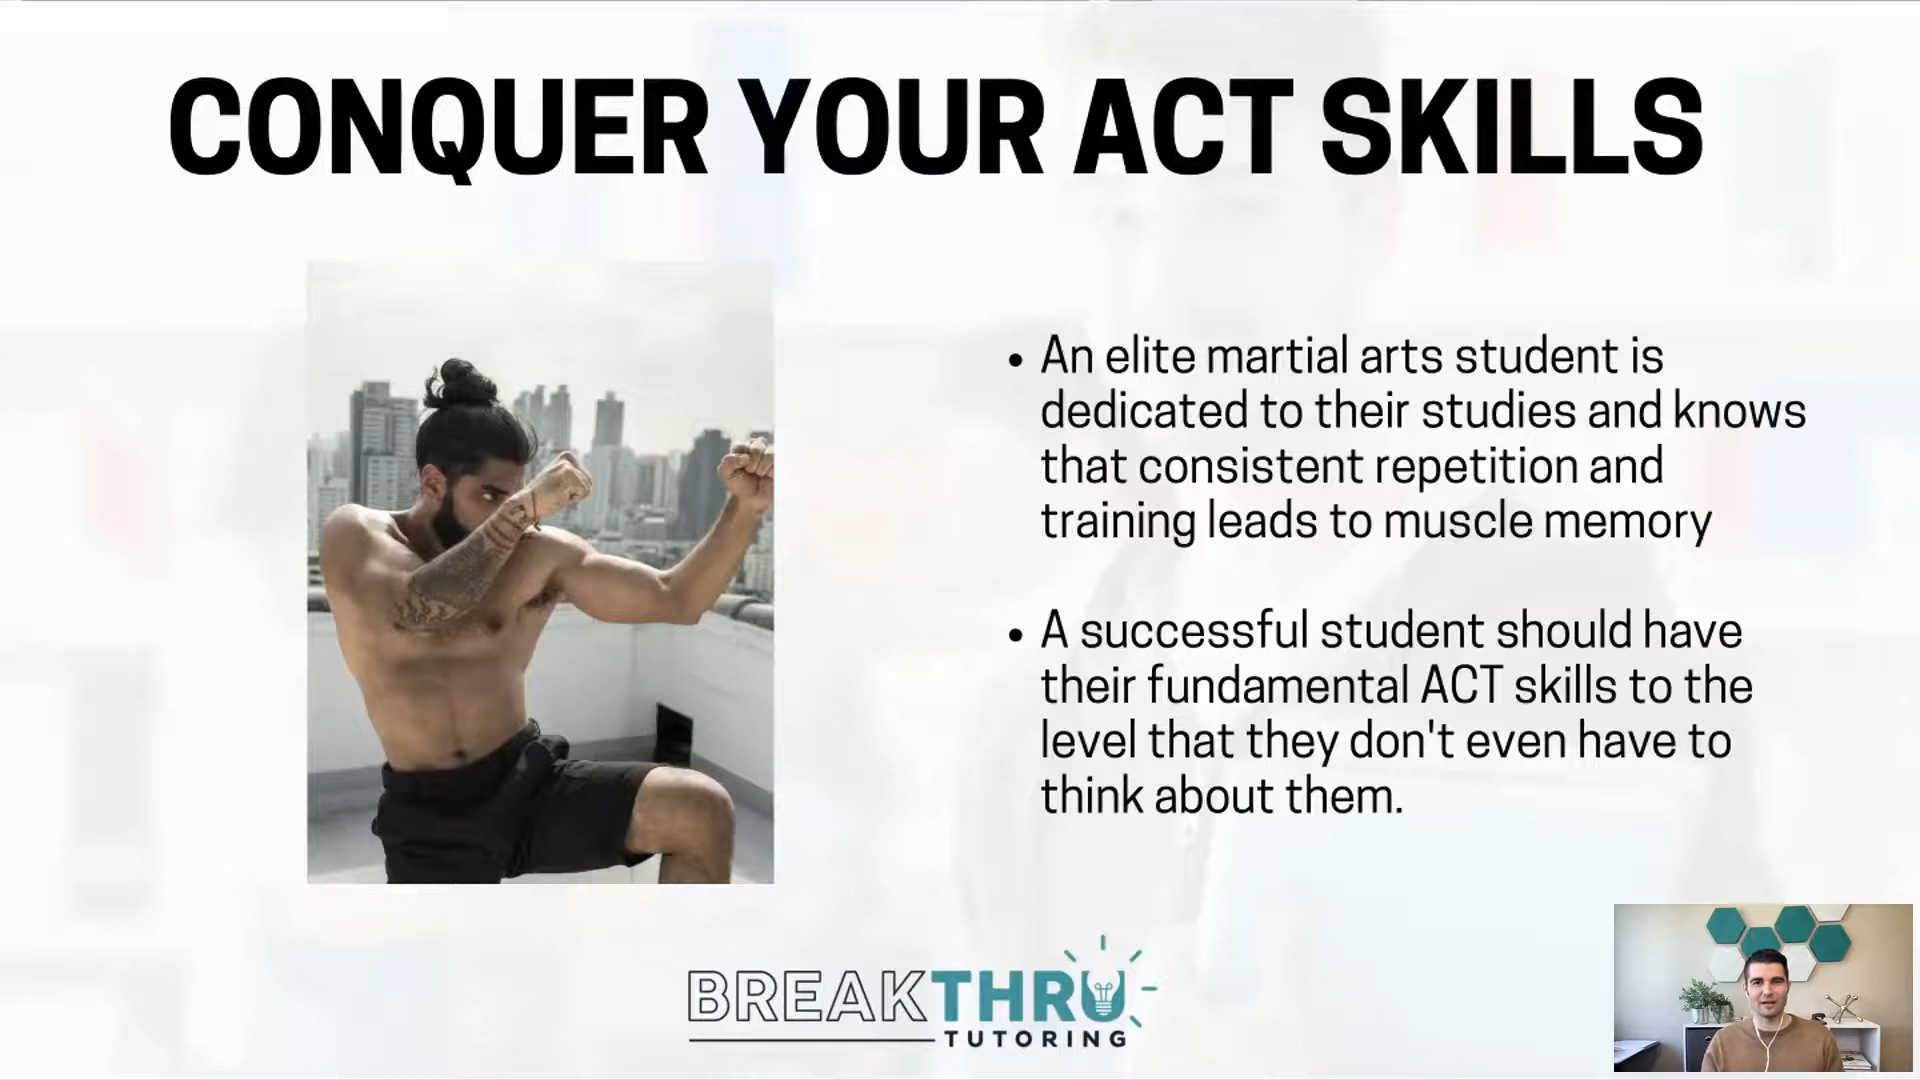 CONQUER YOUR ACT SKILLS
• An elite martial arts student is
dedicated to their studies and knows
that consistent repetition and
training leads to muscle memory
• A successful student should have
their fundamental ACT skills to the
level that they don't even have to
think about them.
BREAKTHRU
TUTORING